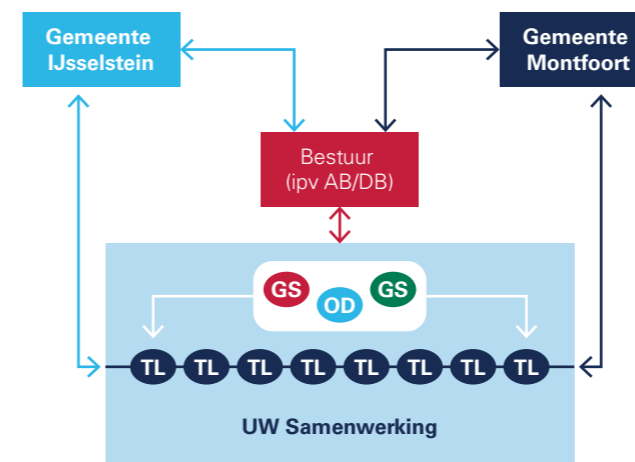 Gemeente
IJsselstein
Gemeente
Montfoort
Bestuur
(ipv AB/DB)
GS
OD
GS
TL TL TL TL TL TL TL TL
UW Samenwerking